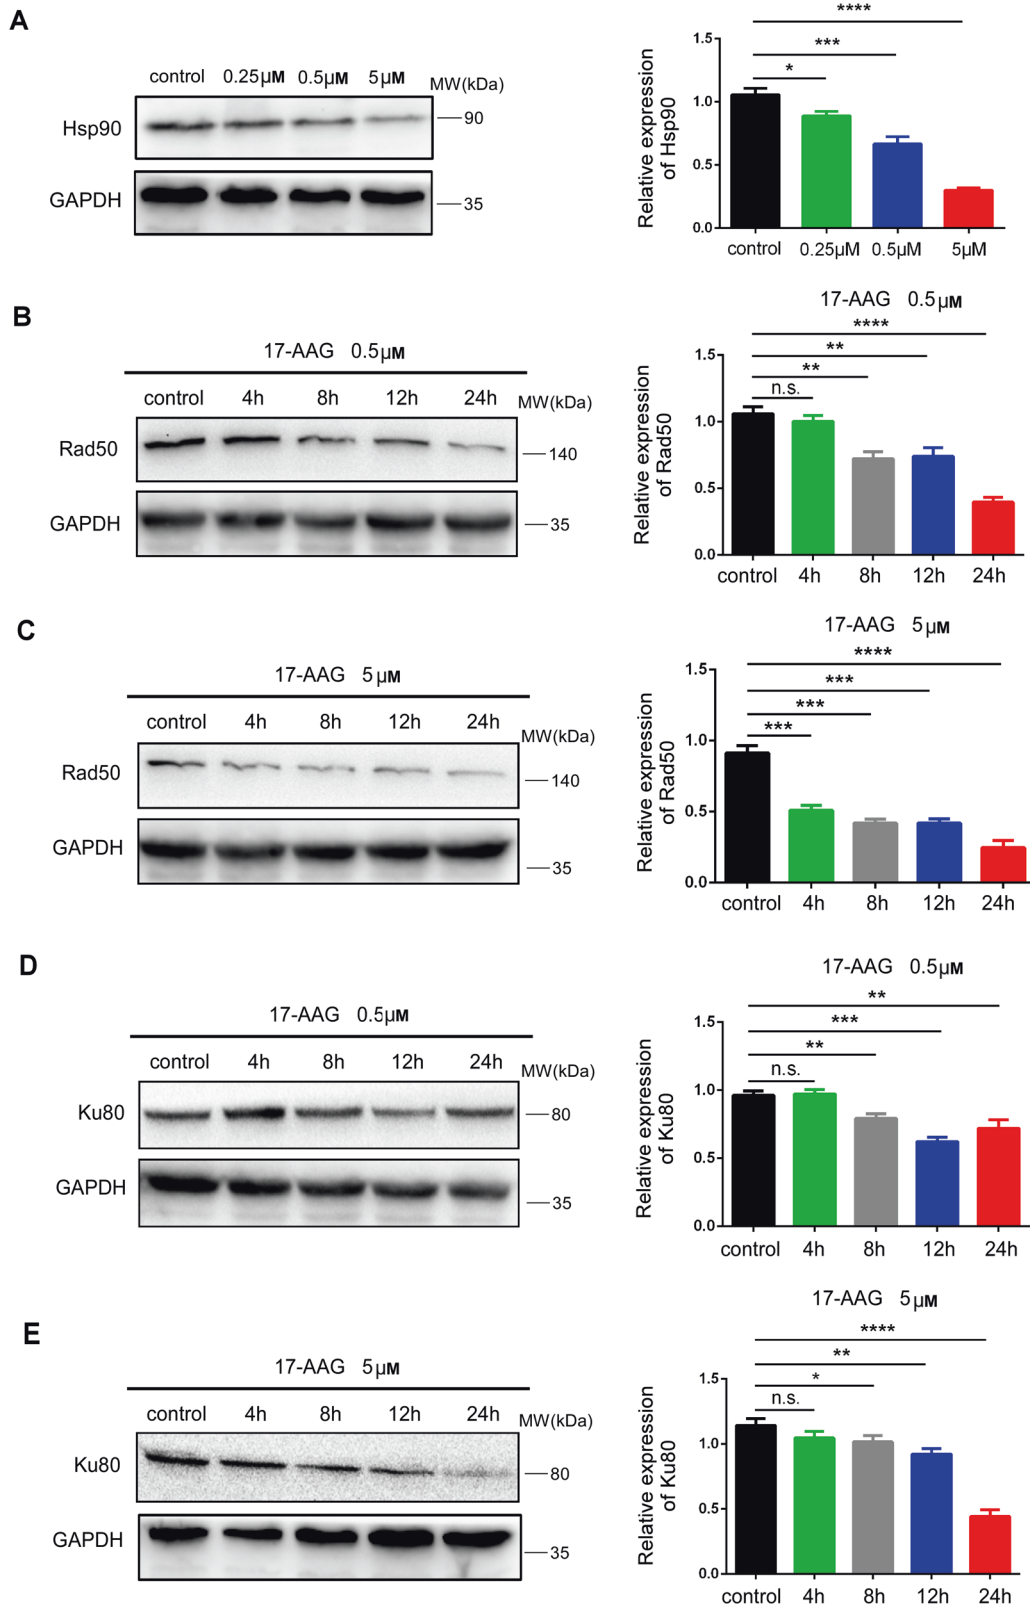 A
control 0.25µM 0.5µM 5µM MW(kDa)
Hsp90
90
GAPDH
35
****
***
*
1.5
1.0
0.5
0.0
Relative expression
of Hsp90
control 0.25µM 0.5µM 5µM
B
17-AAG 0.5µM
control 4h 8h 12h 24h MW(kDa)
Rad50
140
GAPDH
35
17-AAG 0.5µM
****
**
**
n.s.
1.5
1.0
0.5
0.0
Relative expression
of Rad50
control 4h 8h 12h 24h
C
17-AAG 5µM
control 4h 8h 12h 24h MW(kDa)
Rad50
140
GAPDH
35
17-AAG 5µM
****
***
***
***
1.5
1.0
0.5
0.0
Relative expression
of Rad50
control 4h 8h 12h 24h
D
17-AAG 0.5µM
control 4h 8h 12h 24h MW(kDa)
Ku80
80
GAPDH
35
17-AAG 0.5µM
**
***
**
n.s.
1.5
1.0
0.5
0.0
Relative expression
of Ku80
control 4h 8h 12h 24h
E
17-AAG 5µM
control 4h 8h 12h 24h MW(kDa)
Ku80
80
GAPDH
35
17-AAG 5µM
****
**
*
n.s.
1.5
1.0
0.5
0.0
Relative expression
of Ku80
control 4h 8h 12h 24h